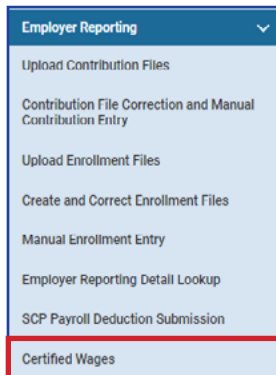 Employer Reporting
Upload Contribution Files
Contribution File Correction and Manual
Contribution Entry
Upload Enrollment Files
Create and Correct Enrollment Files
Manual Enrollment Entry
Employer Reporting Detail Lookup
SCP Payroll Deduction Submission
Certified Wages